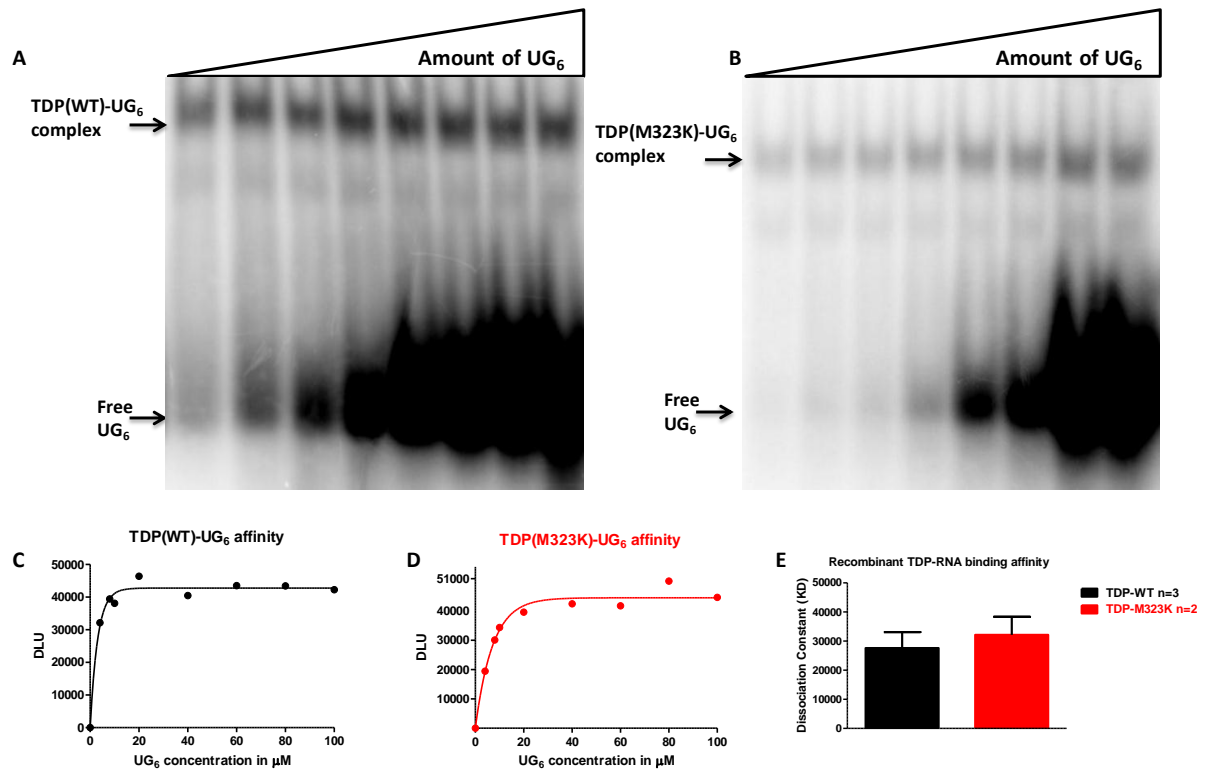 A
Amount of UG6
TDP(WT)-UG6
complex
Free
UG6
B
Amount of UG6
TDP(M323K)-UG6
complex
Free
UG6
C
TDP(WT)-UG6 affinity
DLU
50000
40000
30000
20000
10000
0
0 20 40 60 80 100
UG6 concentration in µM
D
TDP(M323K)-UG6 affinity
DLU
51000
40000
30000
20000
10000
0
0 20 40 60 80 100
UG6 concentration in µM
E
Recombinant TDP-RNA binding affinity
Dissociation Constant (KD)
50000
40000
30000
20000
10000
0
TDP-WT n=3
TDP-M323K n=2